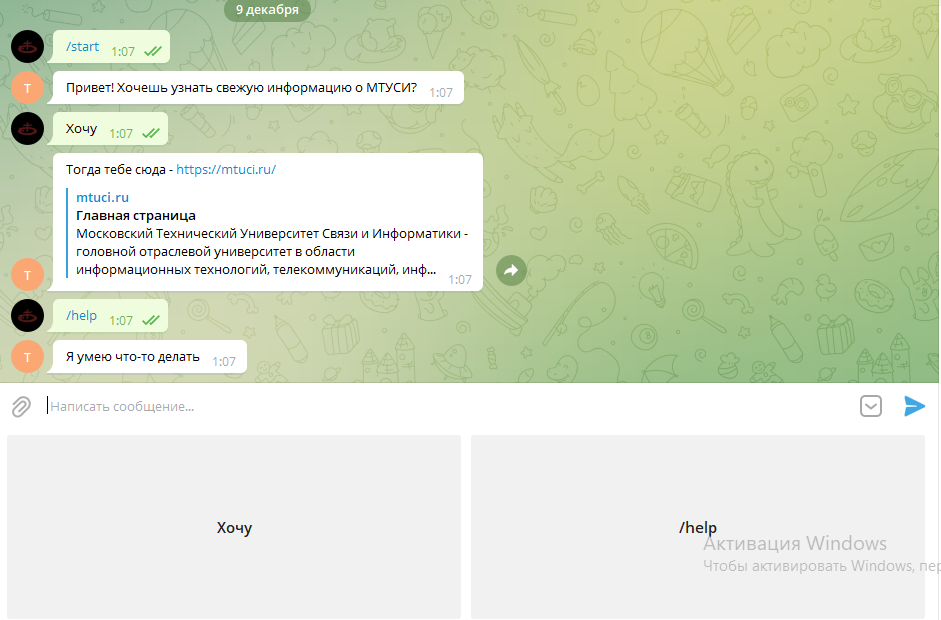 9 декабря
/start 1:07
Т Привет! Хочешь узнать свежую информацию о МТУСИ? 1:07
Хочу 1:07
Тогда тебе сюда - https://mtuci.ru/
mtuci.ru
Главная страница
Московский Технический Университет Связи и Информатики -
головной отраслевой университет в области
информационных технологий, телекоммуникаций, инф...
Т 1:07
/help 1:07
Т Я умею что-то делать 1:07
Написать сообщение...
Хочу
/help
Активация Windows
Чтобы активировать Windows, пер